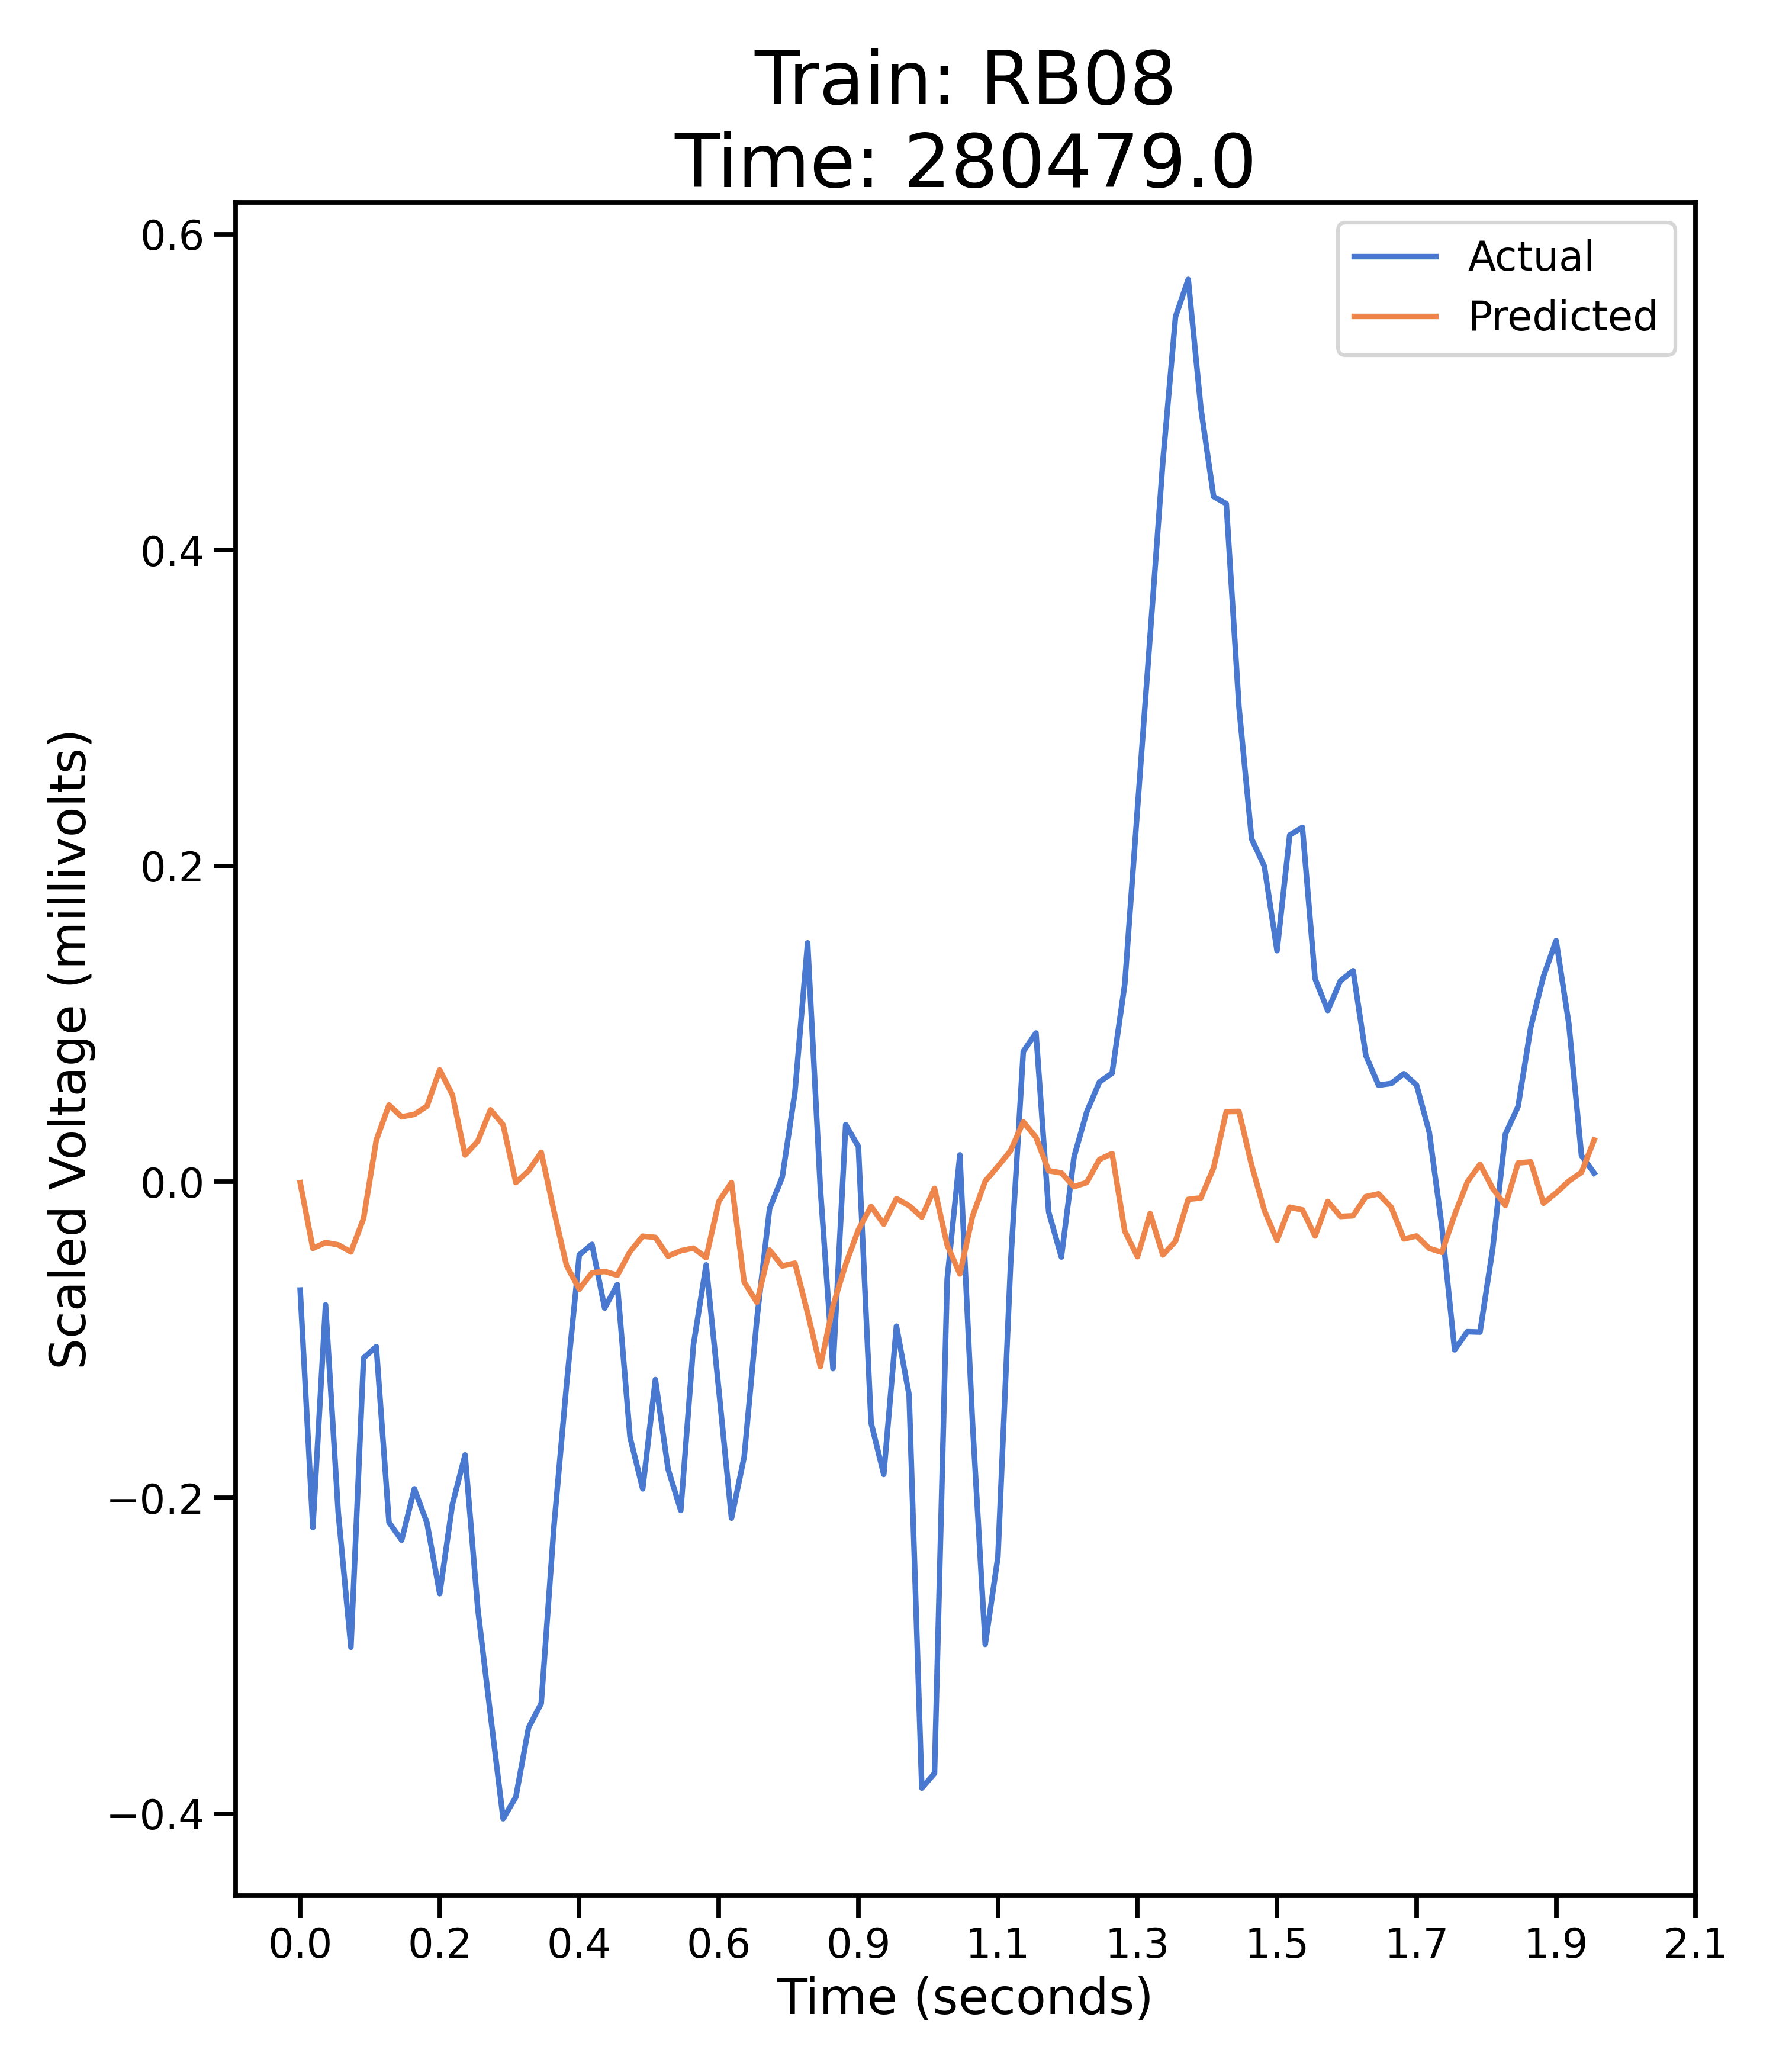 Train: RB08
Time: 280479.0
Actual
Predicted
Scaled Voltage (millivolts)
0.6
0.4
0.2
0.0
−0.2
−0.4
0.0 0.2 0.4 0.6 0.9 1.1 1.3 1.5 1.7 1.9 2.1
Time (seconds)